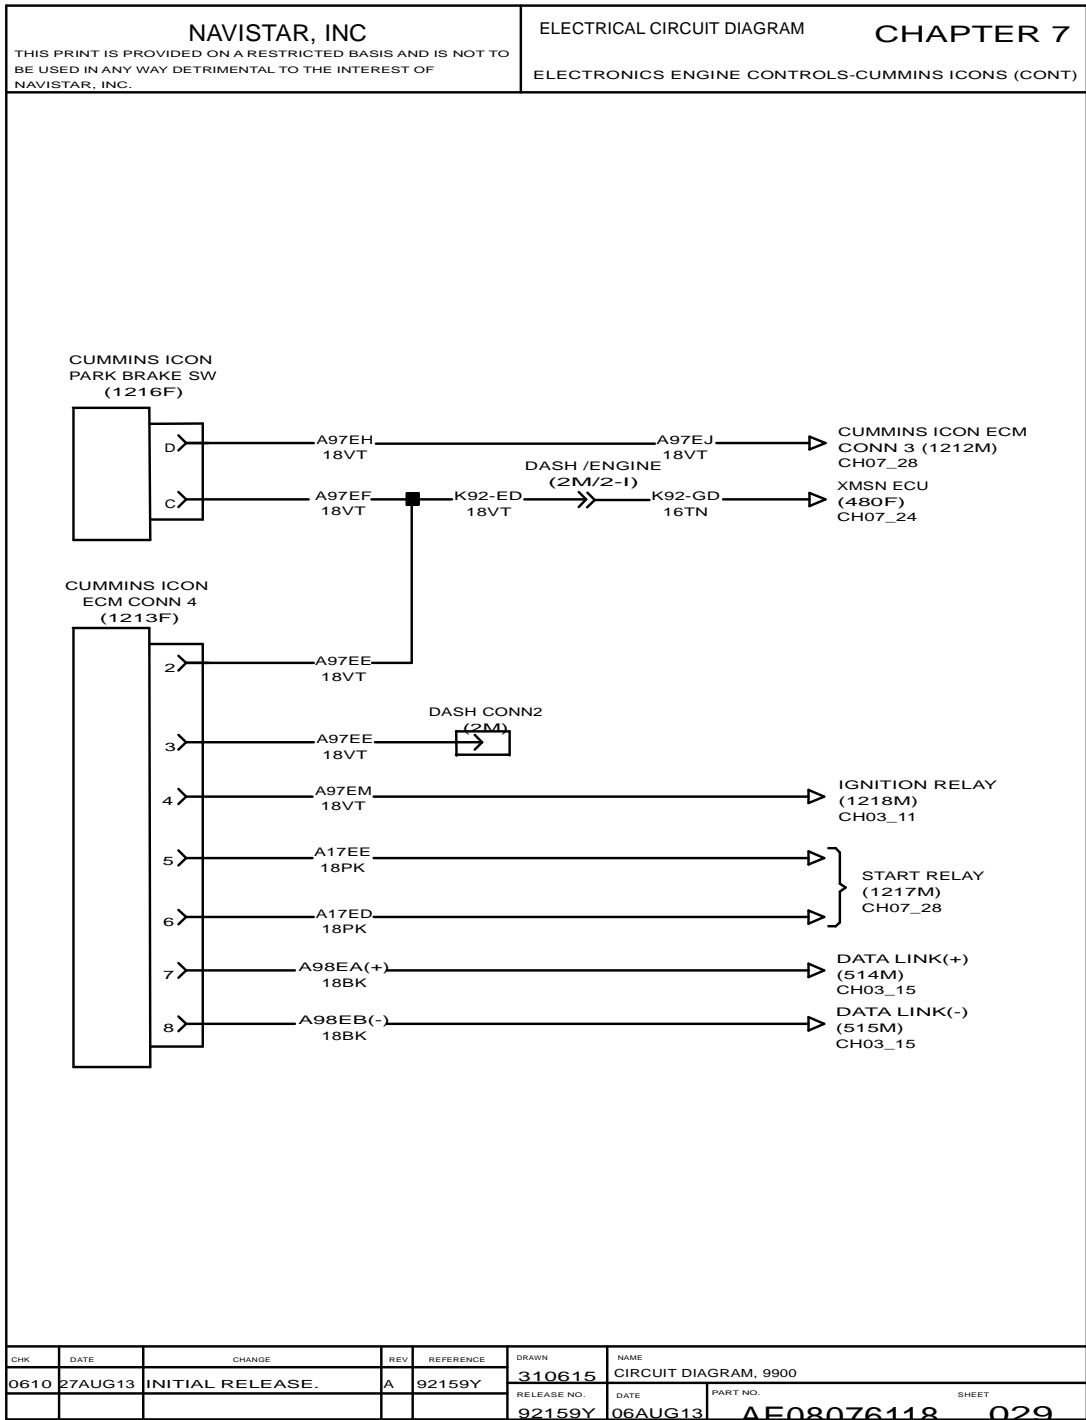 NAVISTAR, INC
THIS PRINT IS PROVIDED ON A RESTRICTED BASIS AND IS NOT TO
BE USED IN ANY WAY DETRIMENTAL TO THE INTEREST OF
NAVISTAR, INC.
ELECTRICAL CIRCUIT DIAGRAM
CHAPTER 7
ELECTRONICS ENGINE CONTROLS-CUMMINS ICONS (CONT)
CUMMINS ICON
PARK BRAKE SW
(1216F)
D
A97EH
18VT
A97EJ
18VT
CUMMINS ICON ECM
CONN 3 (1212M)
CH07_28
C
A97EF
18VT
K92-ED
18VT
DASH /ENGINE
(2M/2-I)
K92-GD
16TN
XMSN ECU
(480F)
CH07_24
CUMMINS ICON
ECM CONN 4
(1213F)
2
A97EE
18VT
3
A97EE
18VT
DASH CONN2
(2M)
4
A97EM
18VT
IGNITION RELAY
(1218M)
CH03_11
5
A17EE
18PK
6
A17ED
18PK
START RELAY
(1217M)
CH07_28
7
A98EA(+)
18BK
DATA LINK(+)
(514M)
CH03_15
8
A98EB(-)
18BK
DATA LINK(-)
(515M)
CH03_15
CHK DATE CHANGE REV REFERENCE
0610 27AUG13 INITIAL RELEASE. A 92159Y
DRAWN
310615
NAME
CIRCUIT DIAGRAM, 9900
RELEASE NO.
92159Y
DATE
06AUG13
PART NO.
AE08076118
SHEET
029